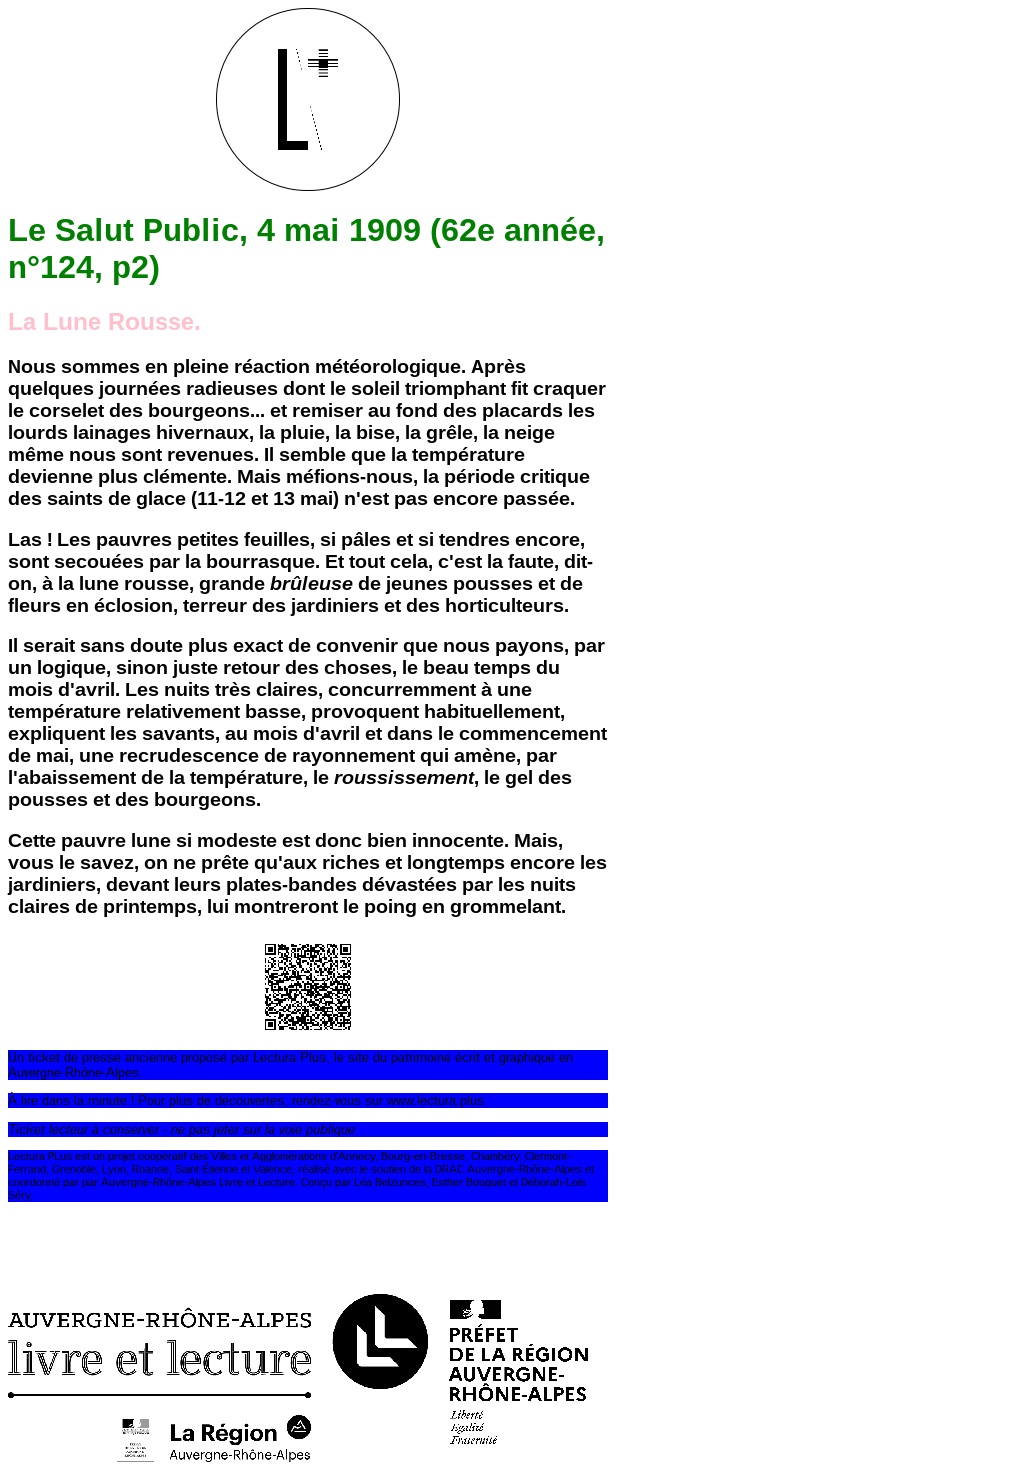 Le Salut Public, 4 mai 1909 (62e année,
n°124, p2)
La Lune Rousse.
Nous sommes en pleine réaction météorologique. Après
quelques journées radieuses dont le soleil triomphant fit craquer
le corselet des bourgeons... et remiser au fond des placards les
lourds lainages hivernaux, la pluie, la bise, la grêle, la neige
même nous sont revenues. Il semble que la température
devienne plus clémente. Mais méfions-nous, la période critique
des saints de glace (11-12 et 13 mai) n'est pas encore passée.
Las ! Les pauvres petites feuilles, si pâles et si tendres encore,
sont secouées par la bourrasque. Et tout cela, c'est la faute, dit-
on, à la lune rousse, grande brûleuse de jeunes pousses et de
fleurs en éclosion, terreur des jardiniers et des horticulteurs.
Il serait sans doute plus exact de convenir que nous payons, par
un logique, sinon juste retour des choses, le beau temps du
mois d'avril. Les nuits très claires, concurremment à une
température relativement basse, provoquent habituellement,
expliquent les savants, au mois d'avril et dans le commencement
de mai, une recrudescence de rayonnement qui amène, par
l'abaissement de la température, le roussissement, le gel des
pousses et des bourgeons.
Cette pauvre lune si modeste est donc bien innocente. Mais,
vous le savez, on ne prête qu'aux riches et longtemps encore les
jardiniers, devant leurs plates-bandes dévastées par les nuits
claires de printemps, lui montreront le poing en grommelant.
Un ticket de presse ancienne proposé par Lectura Plus, le site du patrimoine écrit et graphique en
Auvergne-Rhône-Alpes.
À lire dans la minute ! Pour plus de découvertes, rendez-vous sur www.lectura.plus
Ticket lecteur à conserver - ne pas jeter sur la voie publique
Lectura PLus est un projet coopératif des Villes et Agglomérations d'Annecy, Bourg-en-Bresse, Chambéry, Clermont-
Ferrand, Grenoble, Lyon, Roanne, Saint-Étienne et Valence, réalisé avec le soutien de la DRAC Auvergne-Rhône-Alpes et
coordonné par par Auvergne-Rhône-Alpes Livre et Lecture. Conçu par Léa Belzunces, Esther Bouquet et Déborah-Loïs
Séry.
AUVERGNE-RHÔNE-ALPES
livre et lecture
La Région
Auvergne-Rhône-Alpes
PRÉFET
DE LA RÉGION
AUVERGNE-
RHÔNE-ALPES
Liberté
Égalité
Fraternité